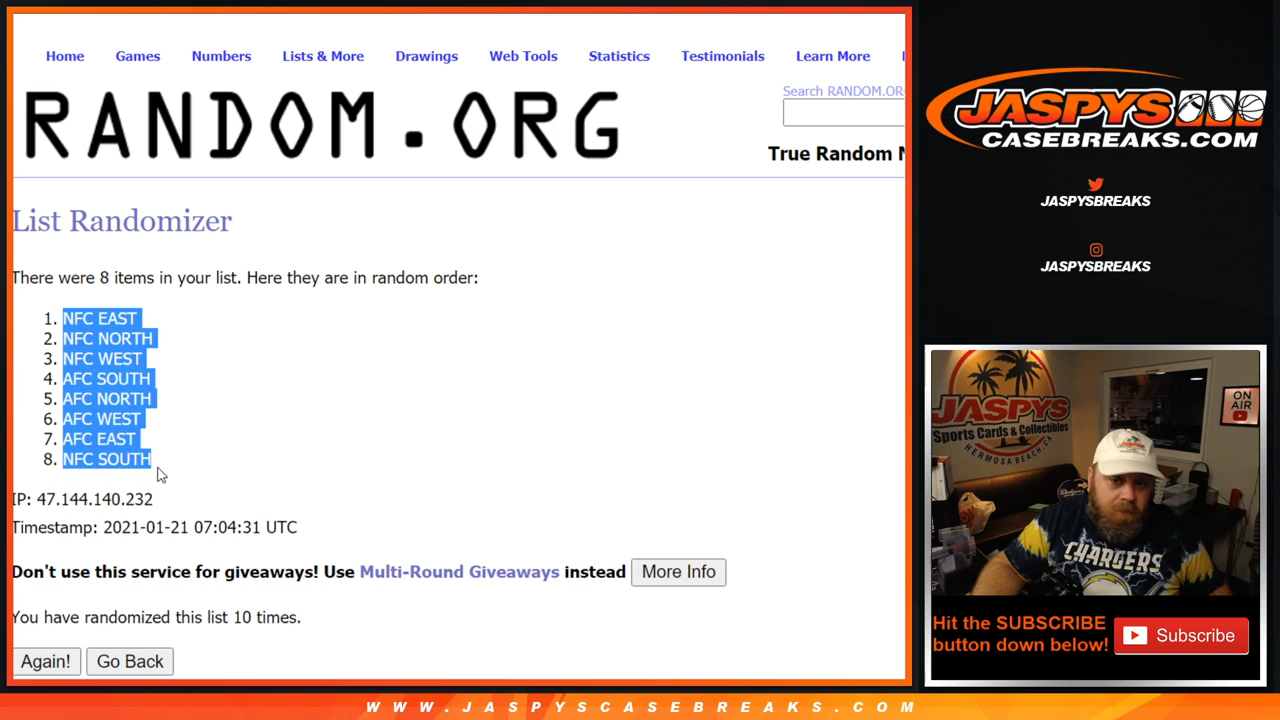 Home Games Numbers Lists & More Drawings Web Tools Statistics Testimonials Learn More
Search RANDOM.OR
RANDOM.ORG
True Random N
List Randomizer
There were 8 items in your list. Here they are in random order:
1. NFC EAST
2. NFC NORTH
3. NFC WEST
4. AFC SOUTH
5. AFC NORTH
6. AFC WEST
7. AFC EAST
8. NFC SOUTH
IP: 47.144.140.232
Timestamp: 2021-01-21 07:04:31 UTC
Don't use this service for giveaways! Use Multi-Round Giveaways instead More Info
You have randomized this list 10 times.
Again! Go Back
JASPYS
CASEBREAKS.COM
JASPYSBREAKS
JASPYSBREAKS
JASPYS
Sports Cards & Collectibles
HERMOSA BEACH, CA
ON
AIR
Dodgers
CHARGERS
Hit the SUBSCRIBE
button down below!
Subscribe
WWW.JASPYSCASEBREAKS.COM